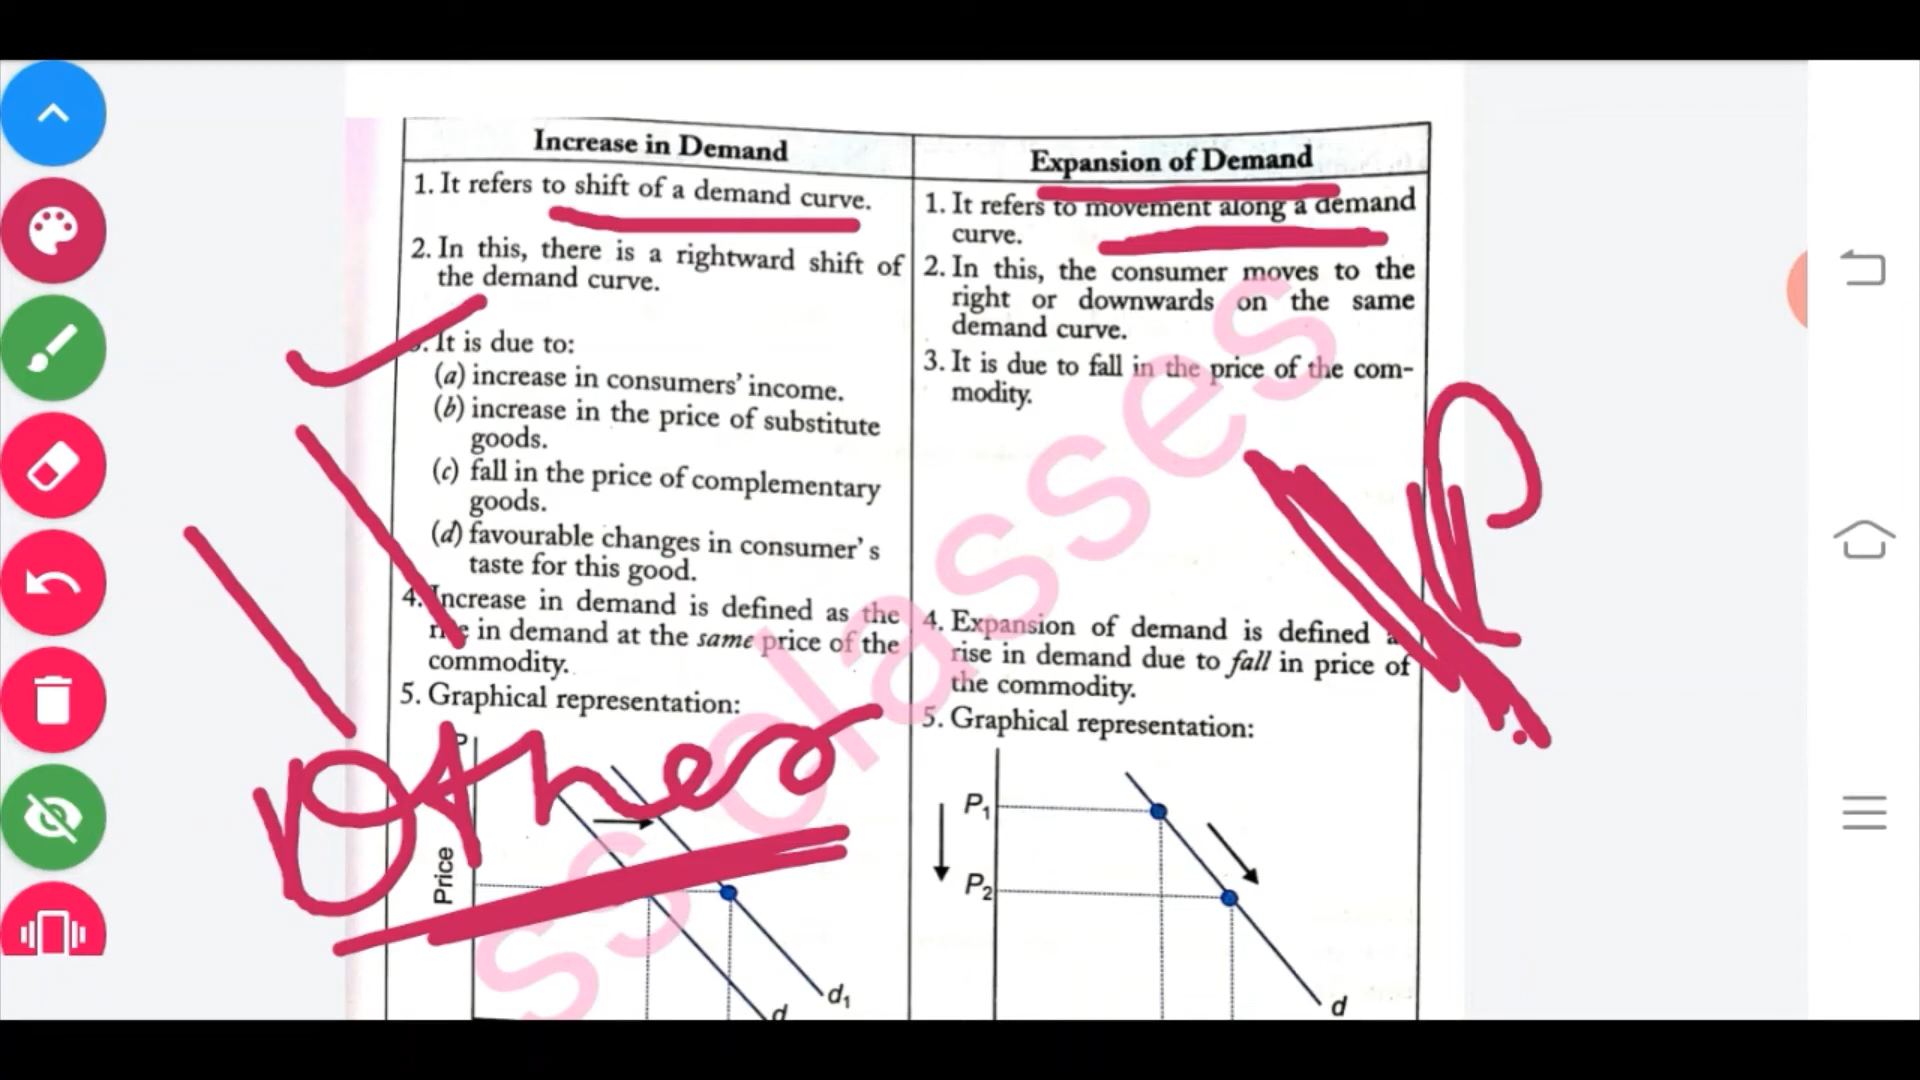 Increase in Demand
1. It refers to shift of a demand curve.
2. In this, there is a rightward shift of
the demand curve.
3. It is due to:
(a) increase in consumers' income.
(b) increase in the price of substitute
goods.
(c) fall in the price of complementary
goods.
(d) favourable changes in consumer's
taste for this good.
4. Increase in demand is defined as the
rise in demand at the same price of the
commodity.
5. Graphical representation:
P
Price
d1
d
Expansion of Demand
1. It refers to movement along a demand
curve.
2. In this, the consumer moves to the
right or downwards on the same
demand curve.
3. It is due to fall in the price of the com-
modity.
4. Expansion of demand is defined as
rise in demand due to fall in price of
the commodity.
5. Graphical representation:
P1
P2
d
ss classes
Other